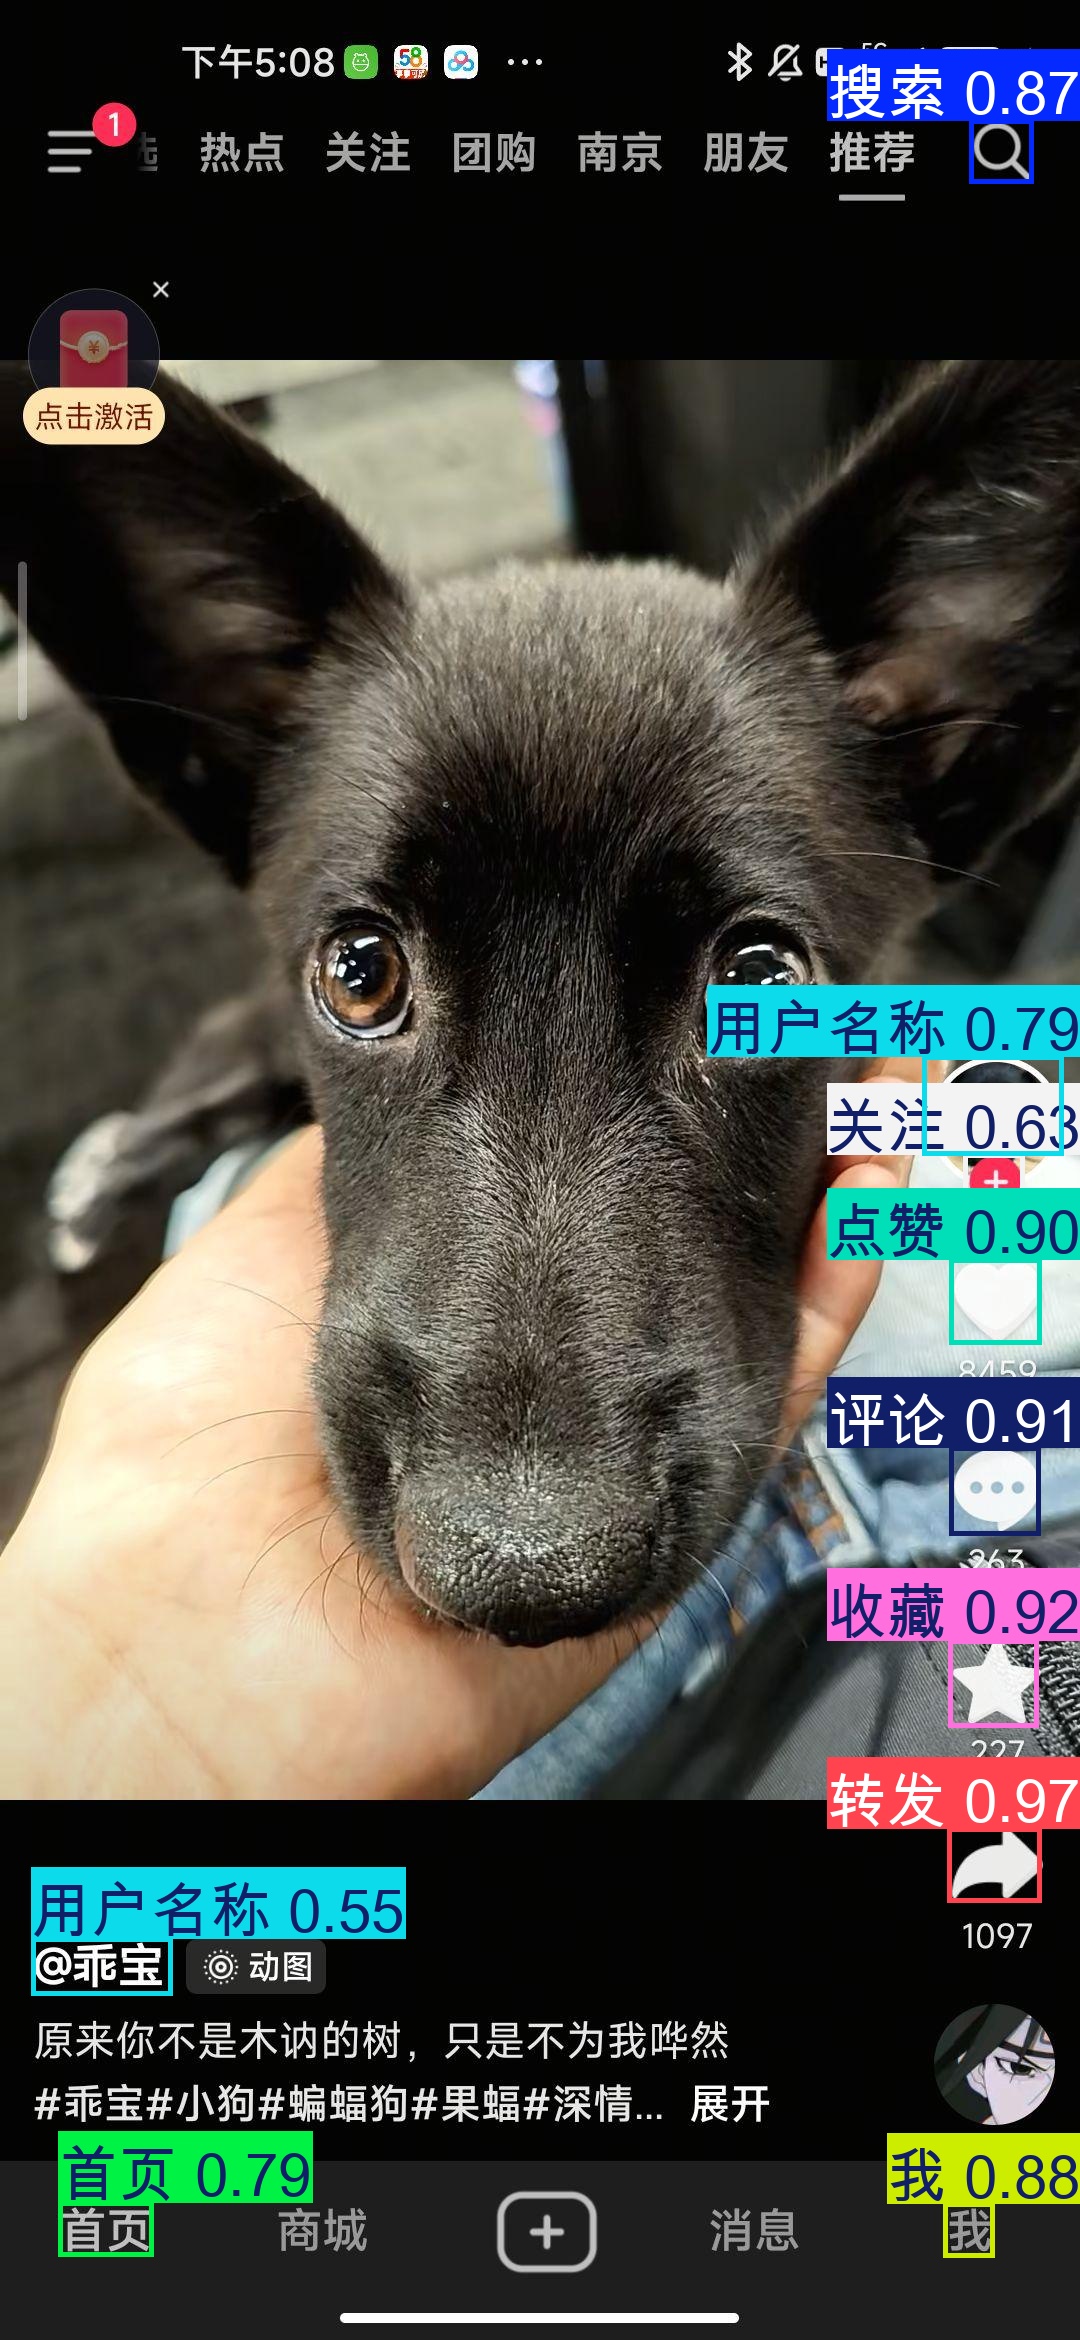 下午5:08
搜索 0.87
1
热点 关注 团购 南京 朋友 推荐
点击激活
用户名称 0.79
关注 0.63
点赞 0.90
8459
评论 0.91
263
收藏 0.92
227
转发 0.97
1097
用户名称 0.55
@乖宝 动图
原来你不是木讷的树，只是不为我哗然
#乖宝#小狗#蝙蝠狗#果蝠#深情... 展开
首页 0.79
我 0.88
首页 商城 消息 我